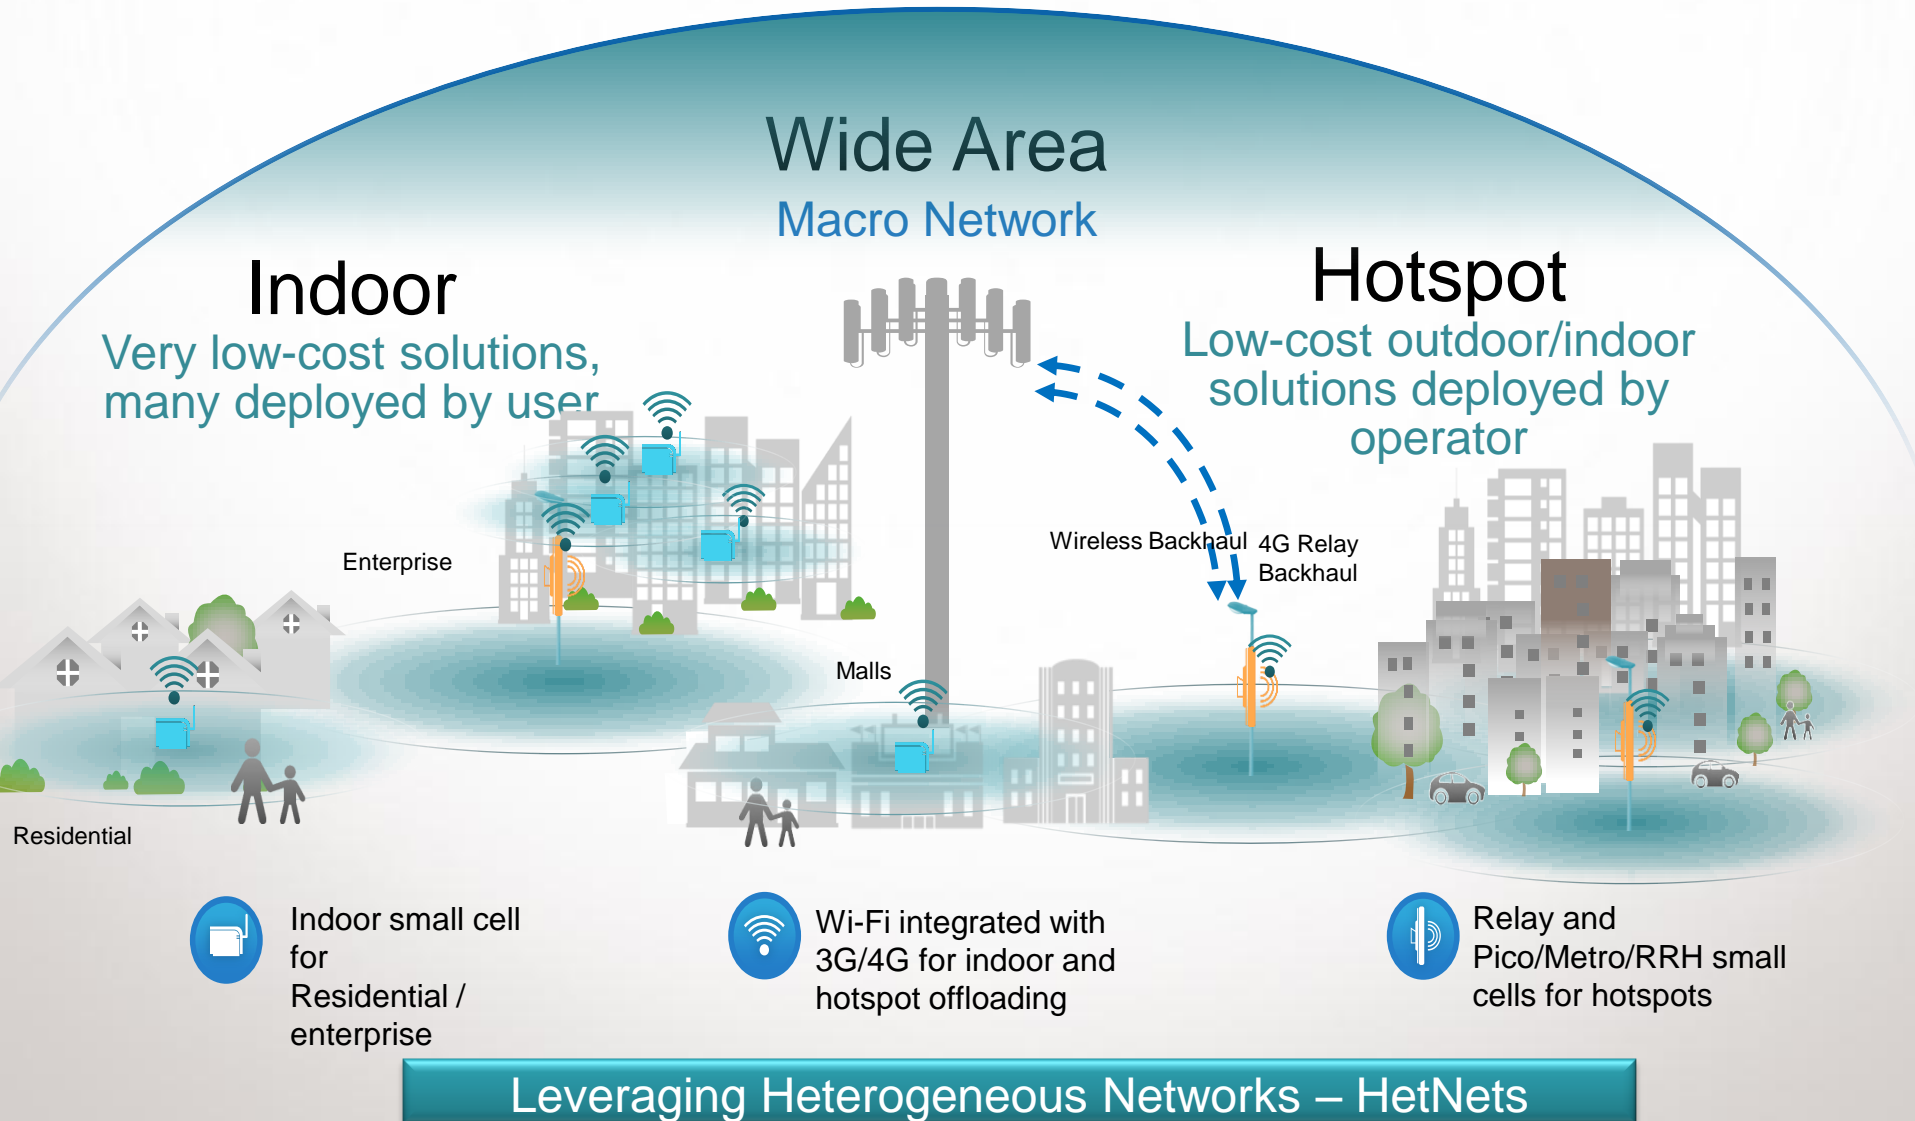 Wide Area
Macro Network
Indoor
Very low-cost solutions,
many deployed by user
Hotspot
Low-cost outdoor/indoor
solutions deployed by
operator
Enterprise
Wireless Backhaul
4G Relay
Backhaul
Malls
Residential
Indoor small cell
for
Residential /
enterprise
Wi-Fi integrated with
3G/4G for indoor and
hotspot offloading
Relay and
Pico/Metro/RRH small
cells for hotspots
Leveraging Heterogeneous Networks – HetNets